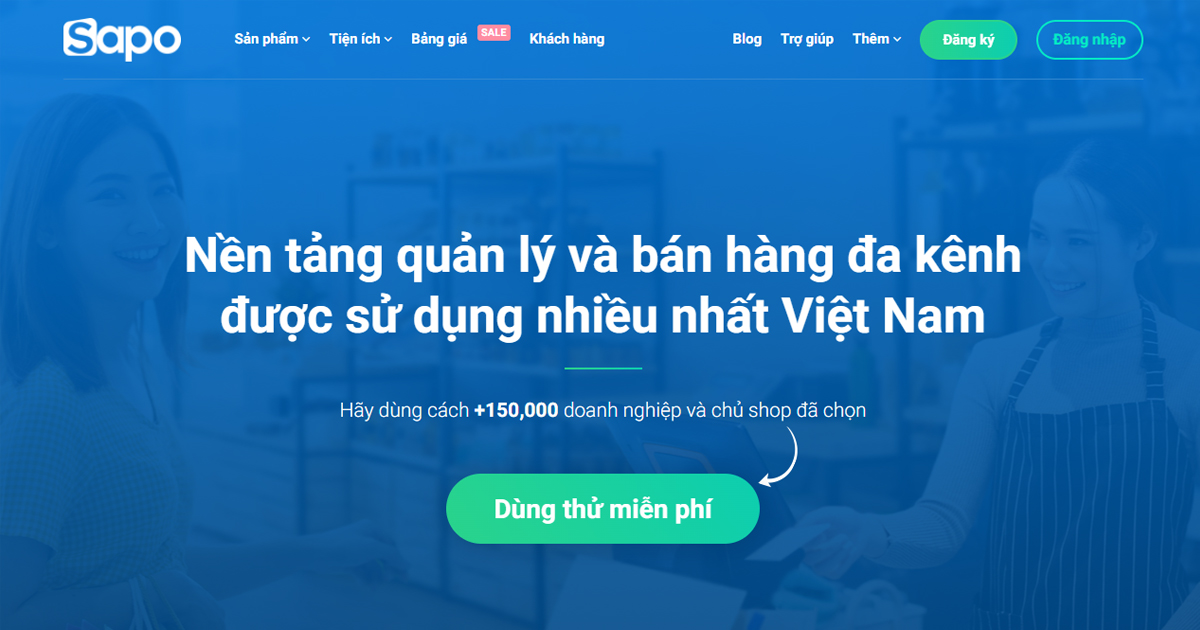 Sapo
Sản phẩm
Tiện ích
Bảng giá
SALE
Khách hàng
Blog
Trợ giúp
Thêm
Đăng ký
Đăng nhập
Nền tảng quản lý và bán hàng đa kênh
được sử dụng nhiều nhất Việt Nam
Hãy dùng cách +150,000 doanh nghiệp và chủ shop đã chọn
Dùng thử miễn phí